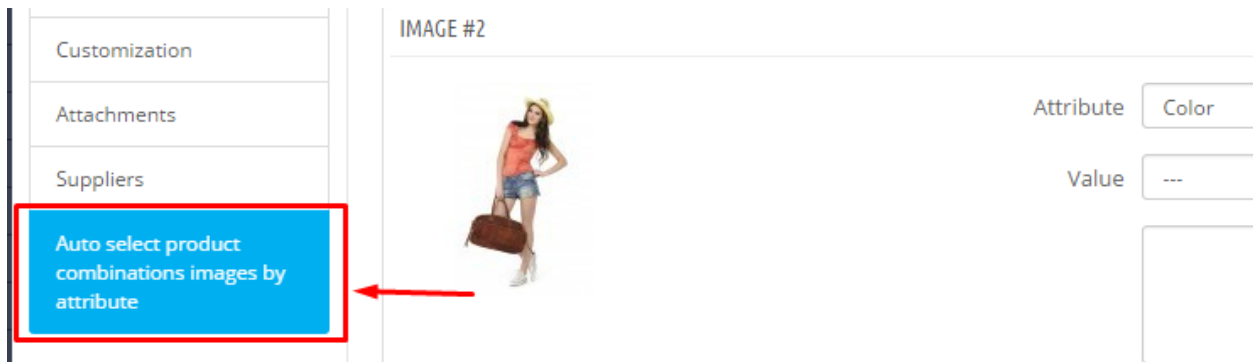 Customization
Attachments
Suppliers
Auto select product
combinations images by
attribute
IMAGE #2
Attribute
Color
Value
---